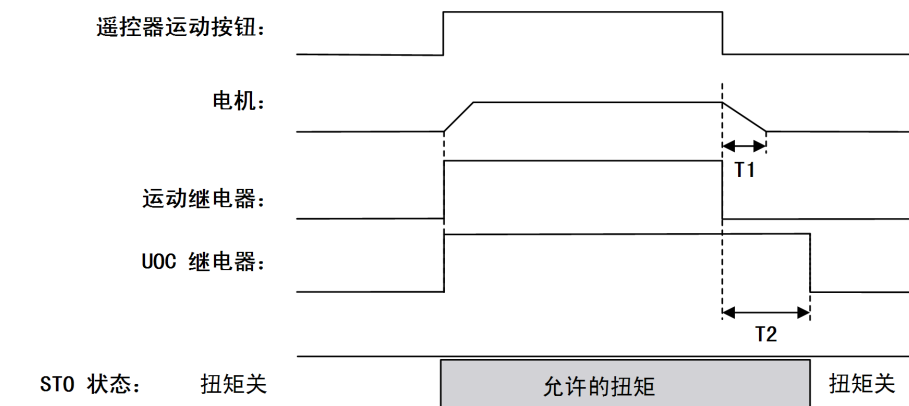 遥控器运动按钮：
电机：
T1
运动继电器：
UOC 继电器：
T2
STO 状态： 扭矩关 允许的扭矩 扭矩关